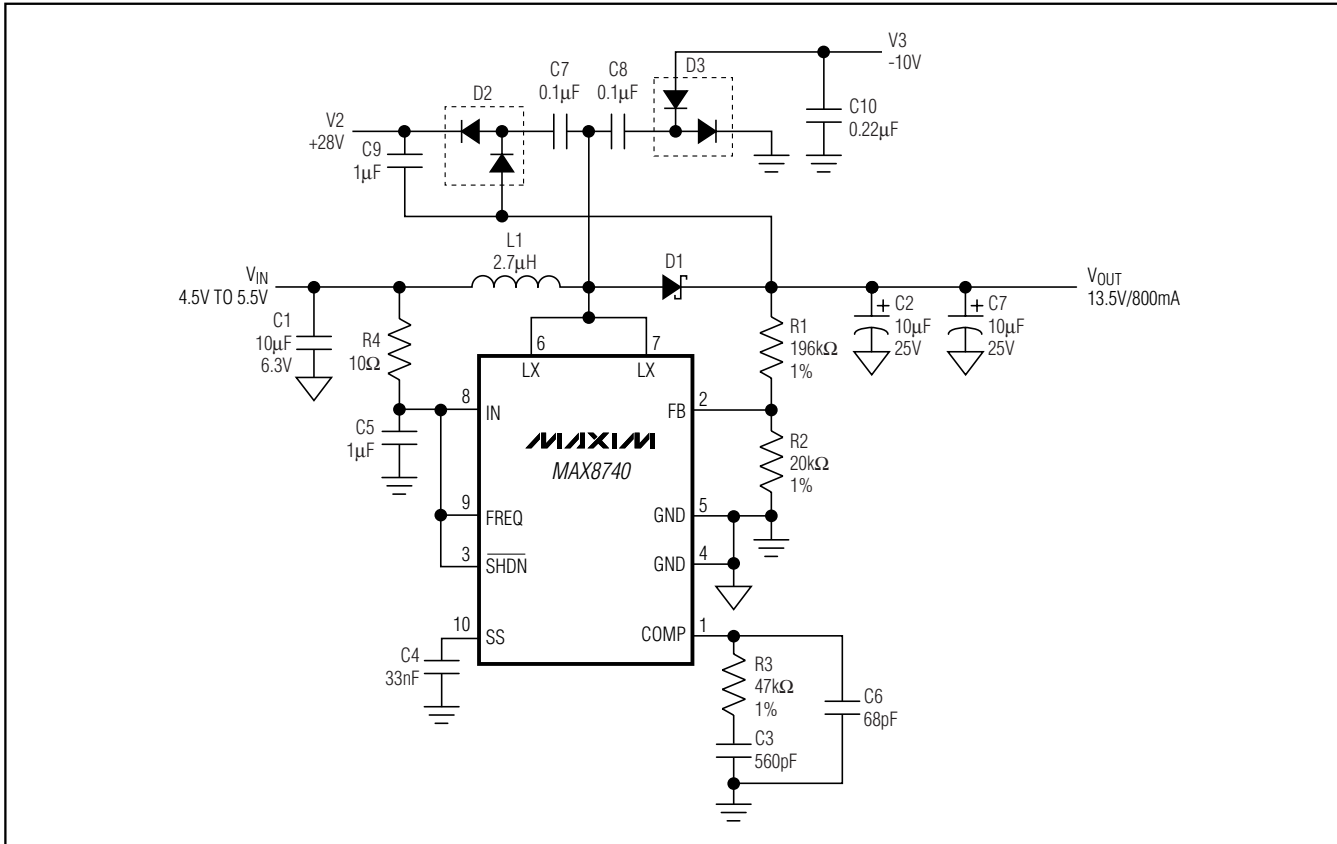 V3
-10V
C7
0.1µF
C8
0.1µF
D3
D2
C10
0.22µF
V2
+28V
C9
1µF
L1
2.7µH
D1
VIN
4.5V TO 5.5V
VOUT
13.5V/800mA
C1
10µF
6.3V
R4
10Ω
C2
10µF
25V
+
C7
10µF
25V
+
R1
196kΩ
1%
6
LX
7
LX
8
IN
2
FB
C5
1µF
MAXIM
MAX8740
R2
20kΩ
1%
9
FREQ
5
GND
3
SHDN
4
GND
10
SS
1
COMP
C4
33nF
R3
47kΩ
1%
C6
68pF
C3
560pF